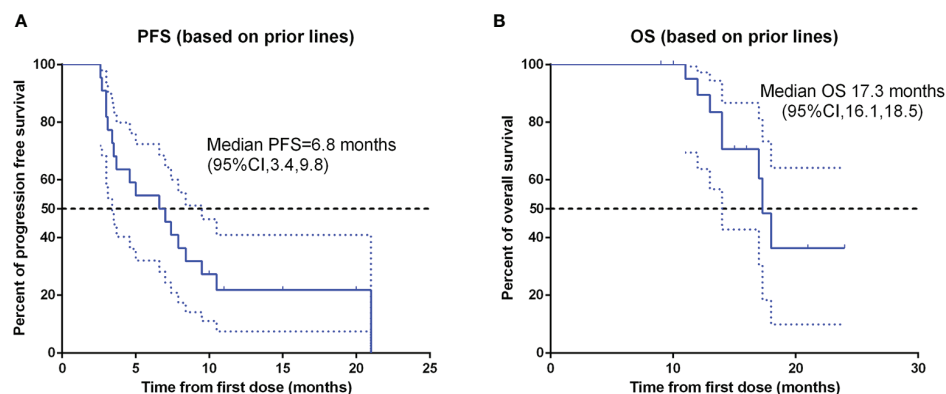 A
PFS (based on prior lines)
Percent of progression free survival
100
80
60
50
40
20
0
Median PFS=6.8 months
(95%CI,3.4,9.8)
0 5 10 15 20 25
Time from first dose (months)
B
OS (based on prior lines)
Percent of overall survival
100
80
60
50
40
20
0
Median OS 17.3 months
(95%CI,16.1,18.5)
0 10 20 30
Time from first dose (months)